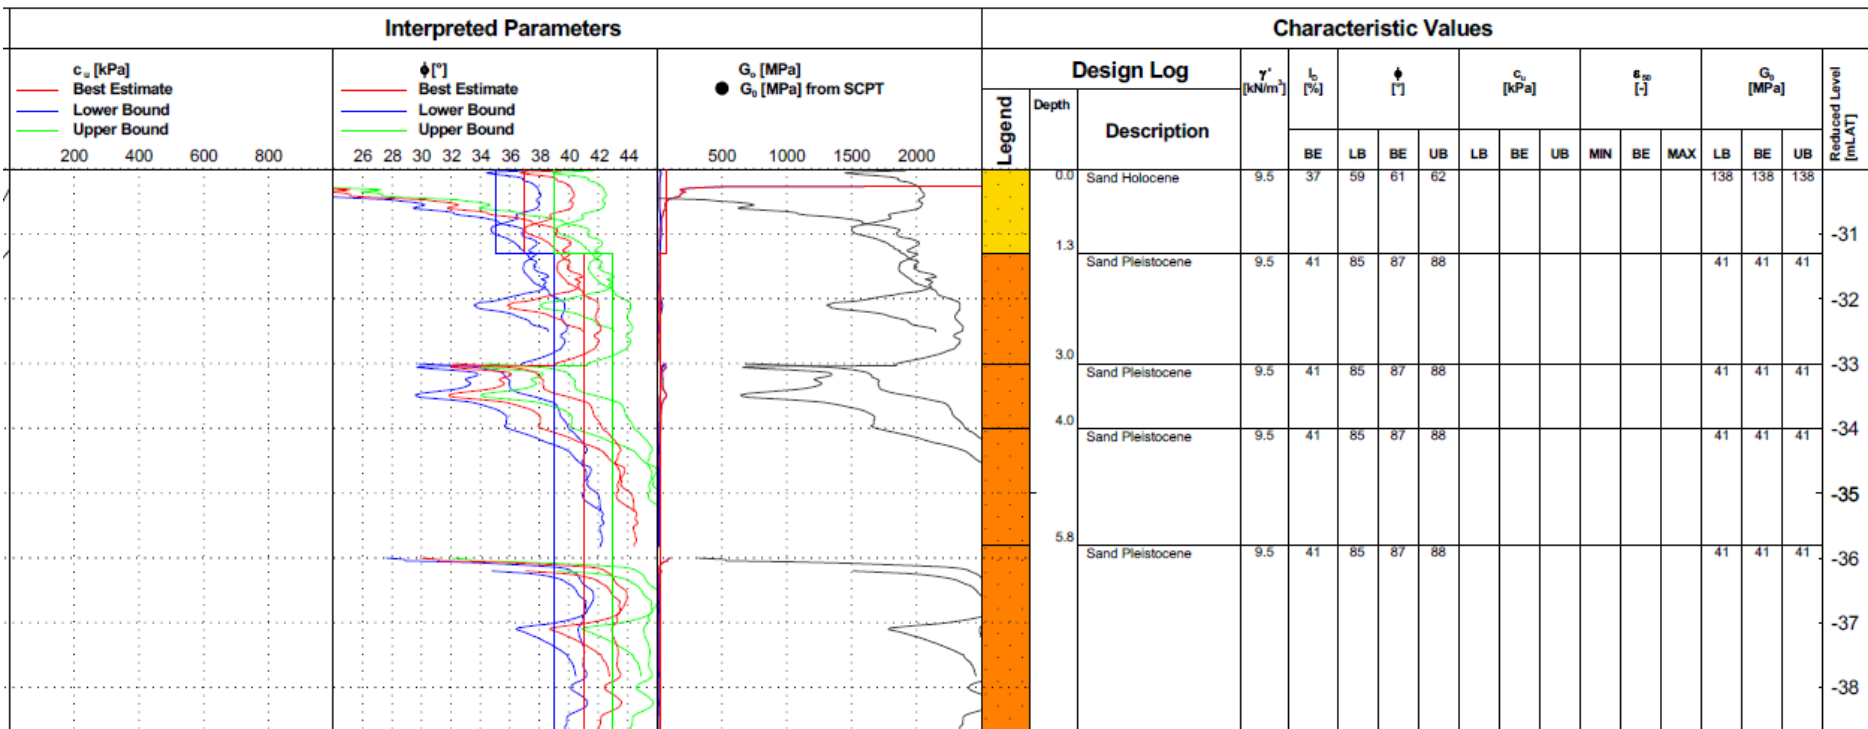 Interpreted Parameters
Characteristic Values
c u [kPa]
Best Estimate
Lower Bound
Upper Bound
200 400 600 800
ϕ [°]
Best Estimate
Lower Bound
Upper Bound
26 28 30 32 34 36 38 40 42 44
G₀ [MPa]
G₀ [MPa] from SCPT
500 1000 1500 2000
Design Log
Legend
Depth
Description
γ' [kN/m³]
I_D [%]
ϕ [°]
c_u [kPa]
ε₅₀ [-]
G₀ [MPa]
Reduced Level [mLAT]
BE LB BE UB LB BE UB MIN BE MAX LB BE UB
0.0 Sand Holocene 9.5 37 59 61 62 138 138 138
-31
1.3
Sand Pleistocene 9.5 41 85 87 88 41 41 41
-32
3.0
-33
Sand Pleistocene 9.5 41 85 87 88 41 41 41
4.0
-34
Sand Pleistocene 9.5 41 85 87 88 41 41 41
-35
5.8
Sand Pleistocene 9.5 41 85 87 88 41 41 41
-36
-37
-38